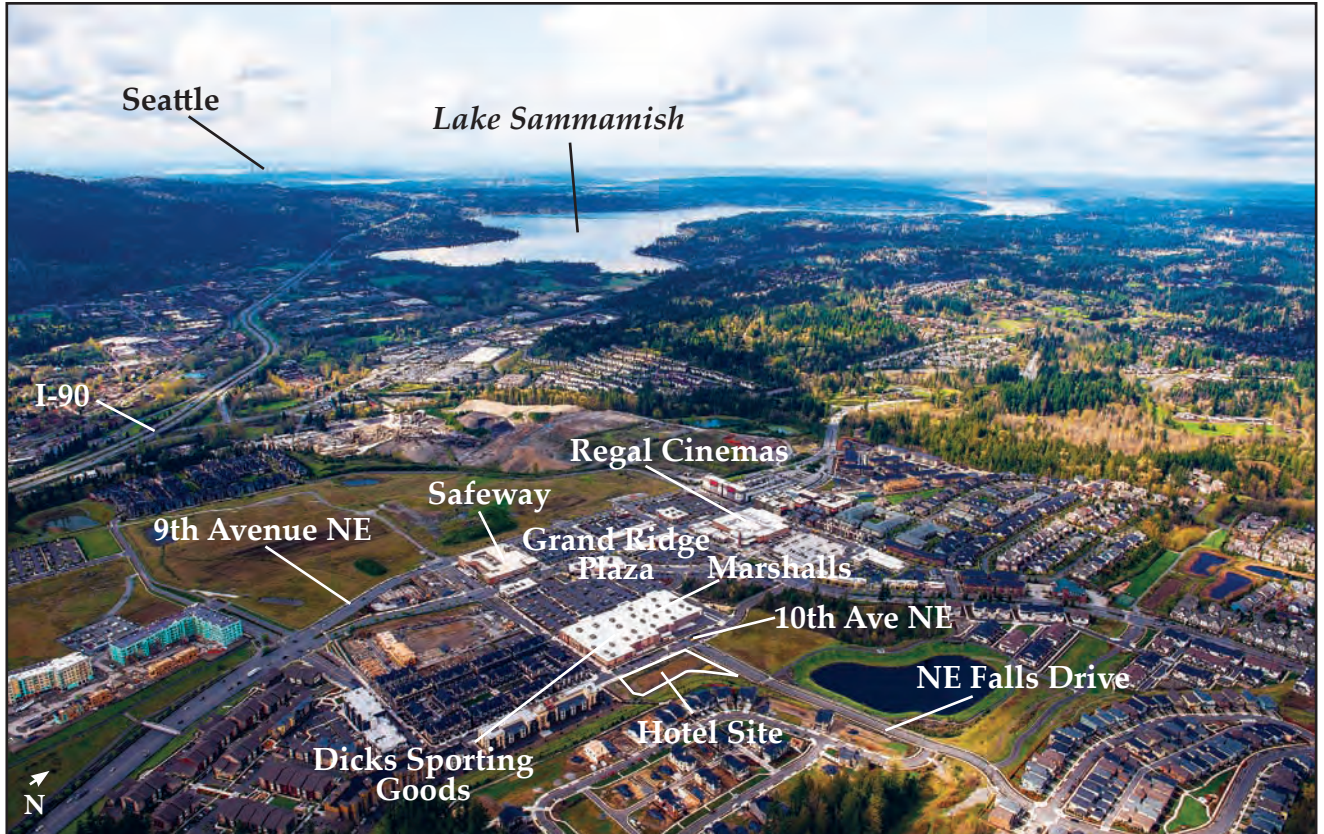 Seattle
Lake Sammamish
I-90
Regal Cinemas
Safeway
9th Avenue NE
Grand Ridge
Plaza
Marshalls
10th Ave NE
NE Falls Drive
Hotel Site
Dicks Sporting
Goods
N